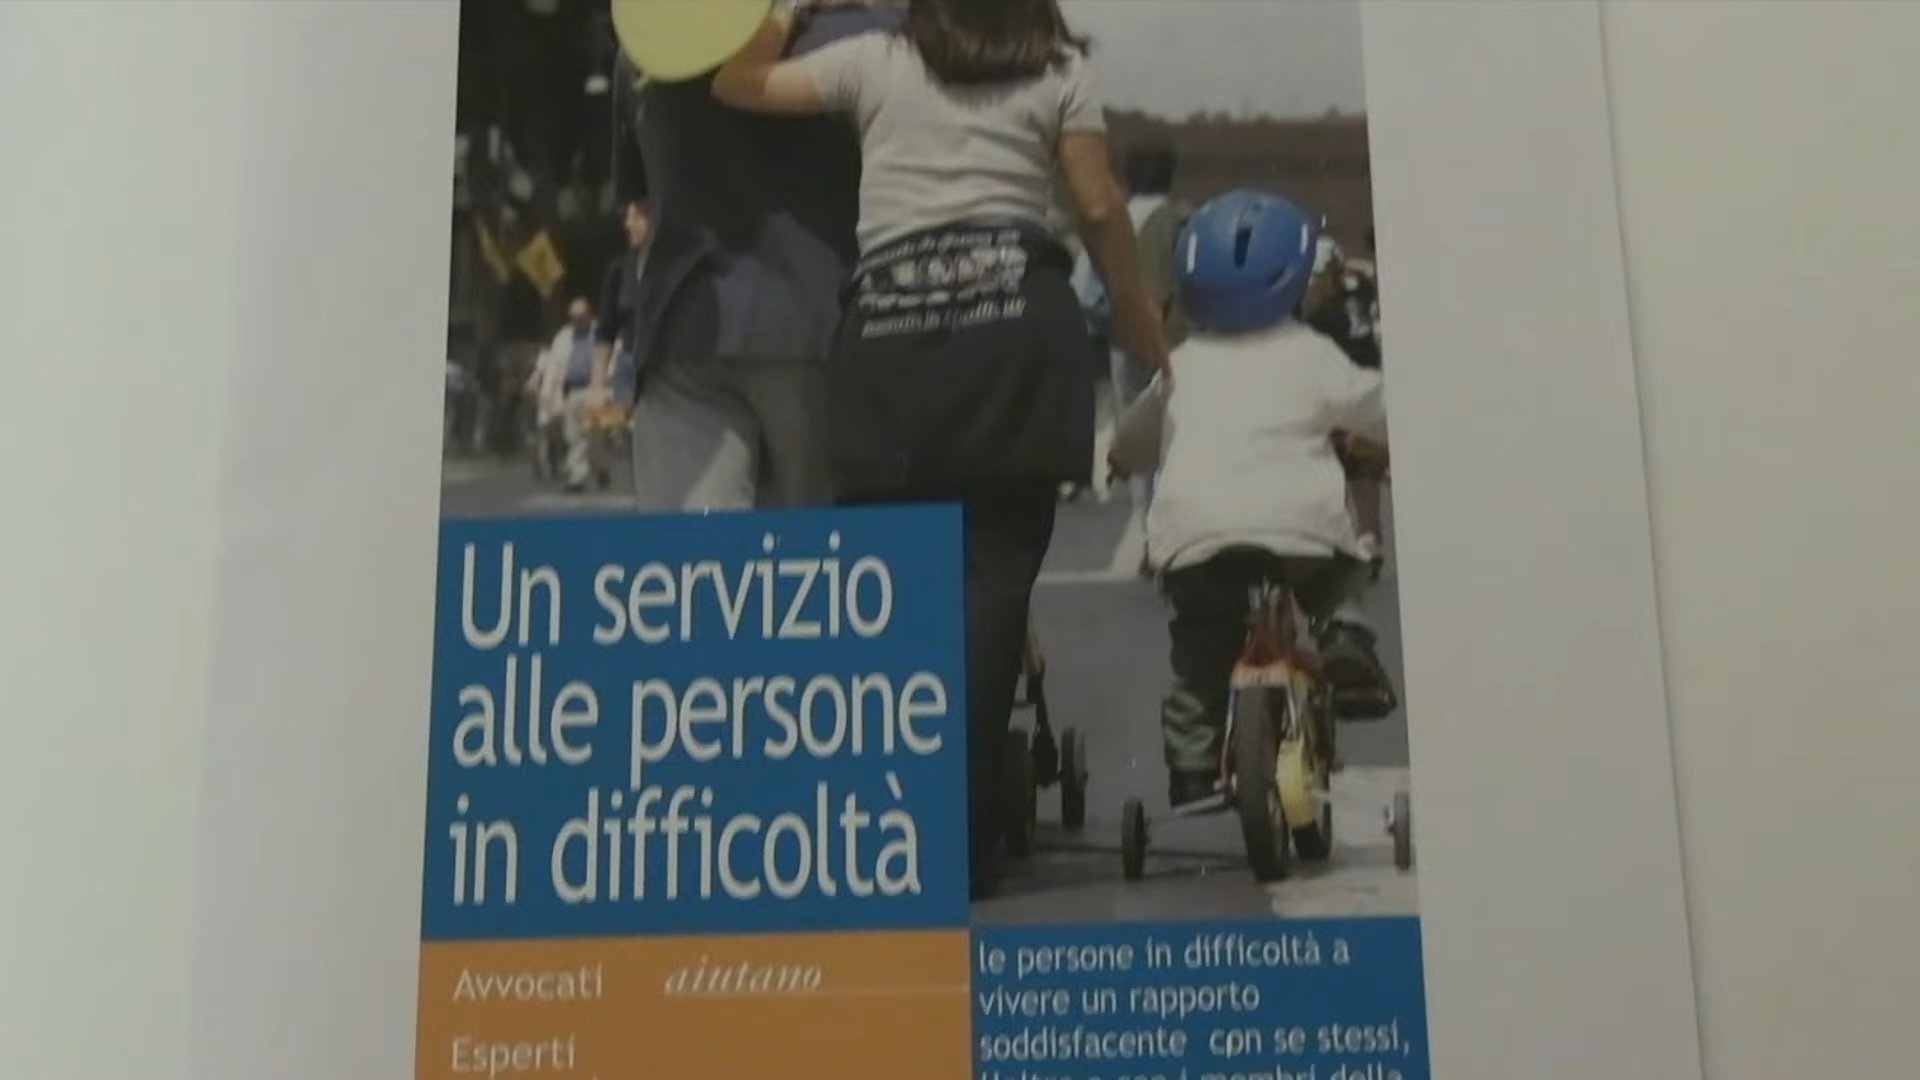 Un servizio
alle persone
in difficoltà
Avvocati aiutano
Esperti
le persone in difficoltà a
vivere un rapporto
soddisfacente con se stessi,